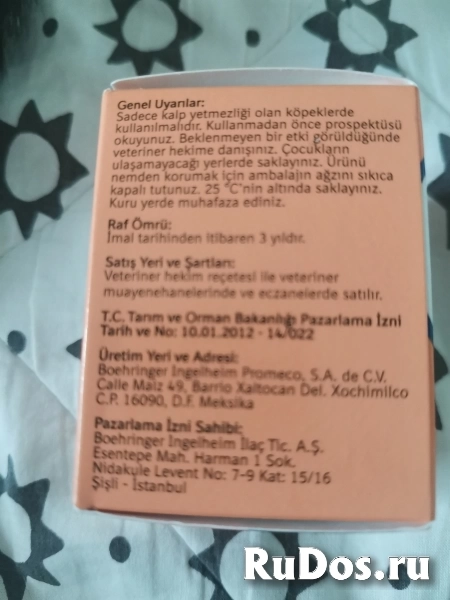 Genel Uyarılar:
Sadece kalp yetmezliği olan köpeklerde
kullanılmalıdır. Kullanmadan önce prospektüsü
okuyunuz. Beklenmeyen bir etki görüldüğünde
veteriner hekime danışınız. Çocukların
ulaşamayacağı yerlerde saklayınız. Ürünü
nemden korumak için ambalajın ağzını sıkıca
kapalı tutunuz. 25 °C'nin altında saklayınız.
Kuru yerde muhafaza ediniz.
Raf Ömrü:
İmal tarihinden itibaren 3 yıldır.
Satış Yeri ve Şartları:
Veteriner hekim reçetesi ile veteriner
muayenehanelerinde ve eczanelerde satılır.
T.C. Tarım ve Orman Bakanlığı Pazarlama İzni
Tarih ve No: 10.01.2012 - 14/022
Üretim Yeri ve Adresi:
Boehringer Ingelheim Promeco, S.A. de C.V.
Calle Maiz 49, Barrio Xaltocan Del. Xochimilco
C.P. 16090, D.F. Meksika
Pazarlama İzni Sahibi:
Boehringer Ingelheim İlaç Tic. A.Ş.
Esentepe Mah. Harman 1 Sok.
Nidakule Levent No: 7-9 Kat: 15/16
Şişli - İstanbul
RuDos.ru